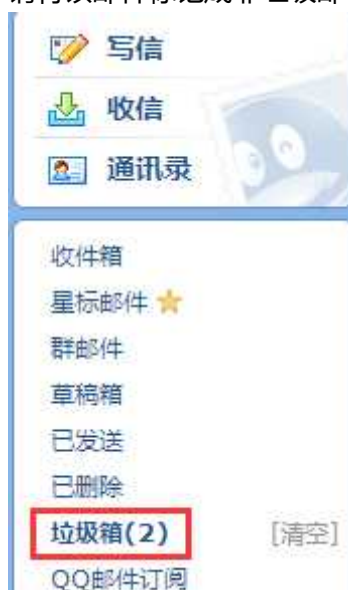 写信
收信
通讯录
收件箱
星标邮件
群邮件
草稿箱
已发送
已删除
垃圾箱(2) [清空]
QQ邮件订阅